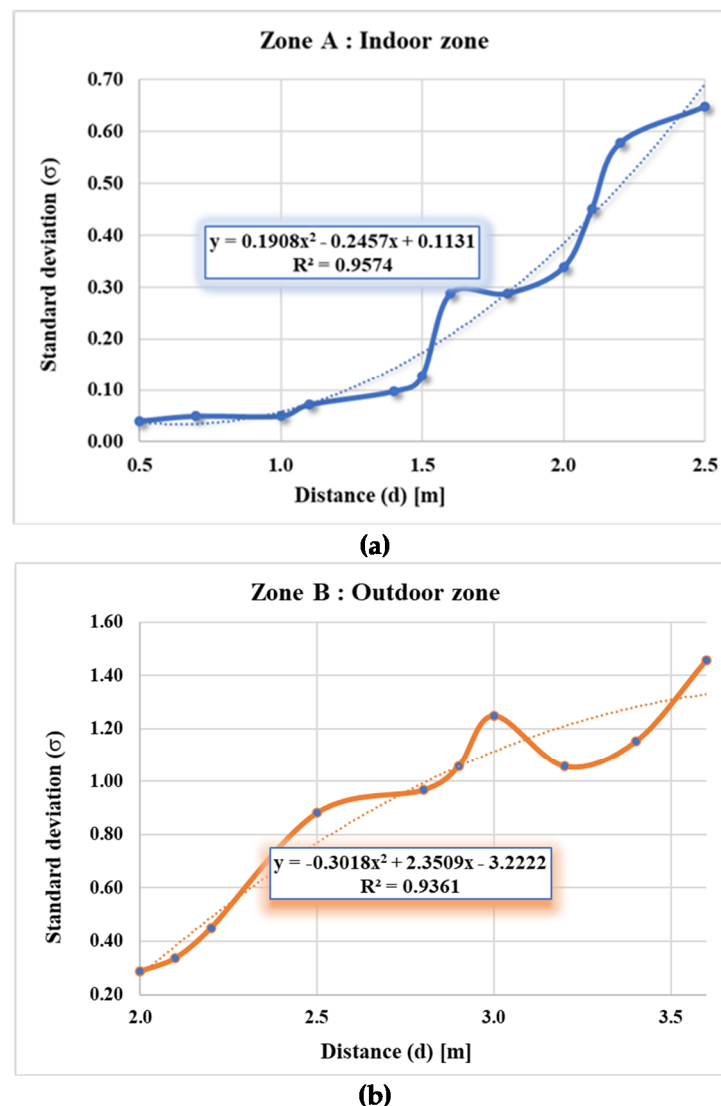 Zone A : Indoor zone
Standard deviation (σ)
0.70
0.60
0.50
0.40
0.30
0.20
0.10
0.00
y = 0.1908x² - 0.2457x + 0.1131
R² = 0.9574
0.5 1.0 1.5 2.0 2.5
Distance (d) [m]
(a)
Zone B : Outdoor zone
Standard deviation (σ)
1.60
1.40
1.20
1.00
0.80
0.60
0.40
0.20
y = -0.3018x² + 2.3509x - 3.2222
R² = 0.9361
2.0 2.5 3.0 3.5
Distance (d) [m]
(b)